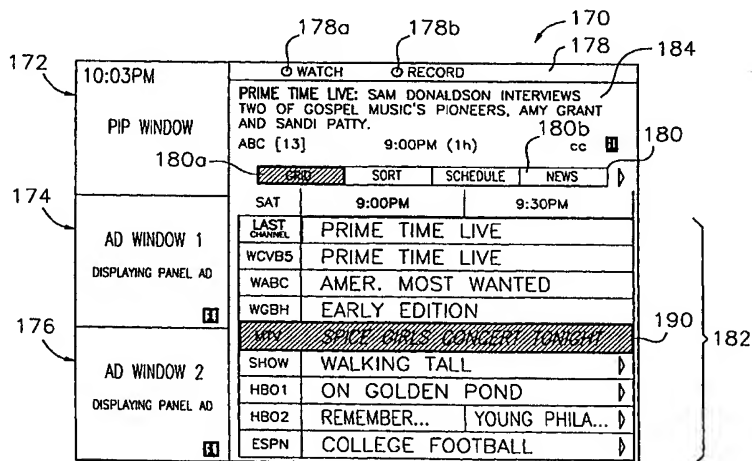 178a 178b 170
172 178 184
10:03PM
PIP WINDOW
WATCH RECORD
PRIME TIME LIVE: SAM DONALDSON INTERVIEWS
TWO OF GOSPEL MUSIC'S PIONEERS, AMY GRANT
AND SANDI PATTY.
ABC [13] 9:00PM (1h) cc
180a 180b 180
GRID SORT SCHEDULE NEWS
174
AD WINDOW 1
DISPLAYING PANEL AD
176
AD WINDOW 2
DISPLAYING PANEL AD
SAT 9:00PM 9:30PM
LAST CHANNEL PRIME TIME LIVE
WCVB5 PRIME TIME LIVE
WABC AMER. MOST WANTED
WGBH EARLY EDITION
MTV SPICE GIRLS CONCERT TONIGHT 190
182
SHOW WALKING TALL
HBO1 ON GOLDEN POND
HBO2 REMEMBER... YOUNG PHILA...
ESPN COLLEGE FOOTBALL